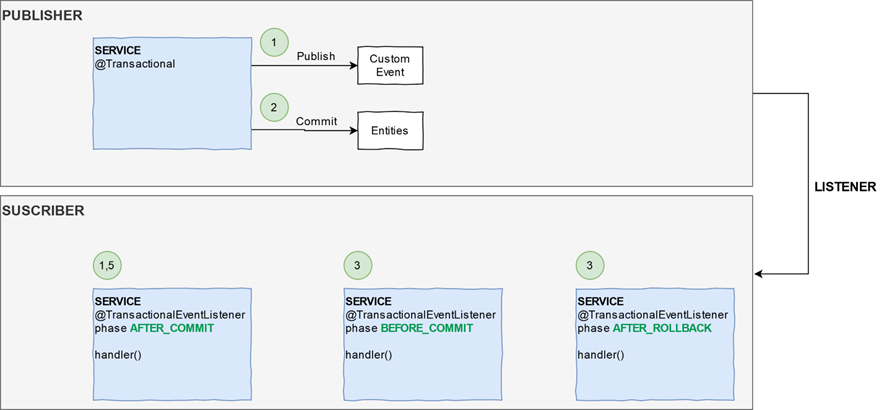 PUBLISHER
SERVICE
@Transactional
1
Publish
Custom
Event
2
Commit
Entities
LISTENER
SUSCRIBER
1,5
SERVICE
@TransactionalEventListener
phase AFTER_COMMIT
handler()
3
SERVICE
@TransactionalEventListener
phase BEFORE_COMMIT
handler()
3
SERVICE
@TransactionalEventListener
phase AFTER_ROLLBACK
handler()